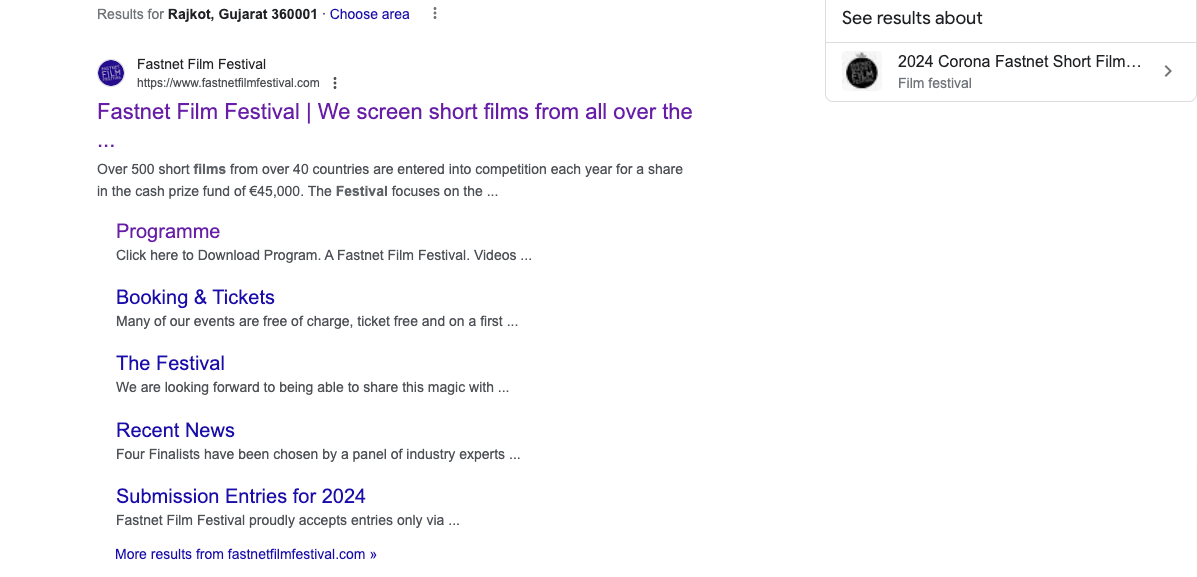 Results for Rajkot, Gujarat 360001 · Choose area
See results about
2024 Corona Fastnet Short Film…
Film festival
Fastnet Film Festival
https://www.fastnetfilmfestival.com
Fastnet Film Festival | We screen short films from all over the
...
Over 500 short films from over 40 countries are entered into competition each year for a share
in the cash prize fund of €45,000. The Festival focuses on the ...
Programme
Click here to Download Program. A Fastnet Film Festival. Videos ...
Booking & Tickets
Many of our events are free of charge, ticket free and on a first ...
The Festival
We are looking forward to being able to share this magic with ...
Recent News
Four Finalists have been chosen by a panel of industry experts ...
Submission Entries for 2024
Fastnet Film Festival proudly accepts entries only via ...
More results from fastnetfilmfestival.com »